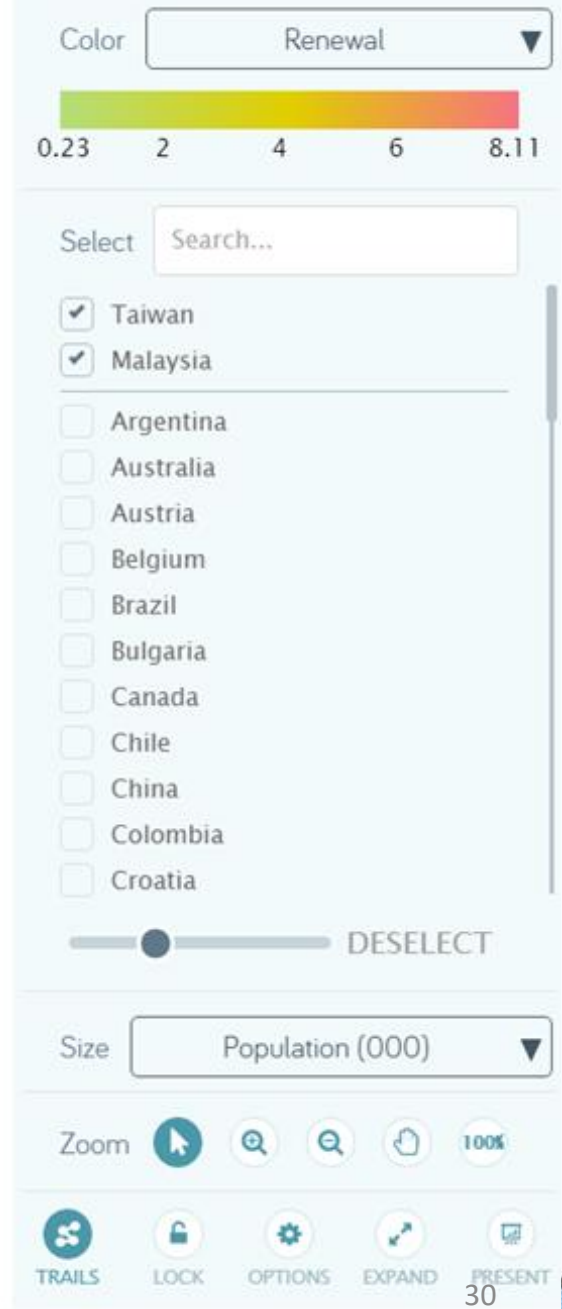 Color Renewal ▼
0.23 2 4 6 8.11
Select Search...
Taiwan
Malaysia
Argentina
Australia
Austria
Belgium
Brazil
Bulgaria
Canada
Chile
China
Colombia
Croatia
DESELECT
Size Population (000) ▼
Zoom 100%
TRAILS LOCK OPTIONS EXPAND PRESENT
30